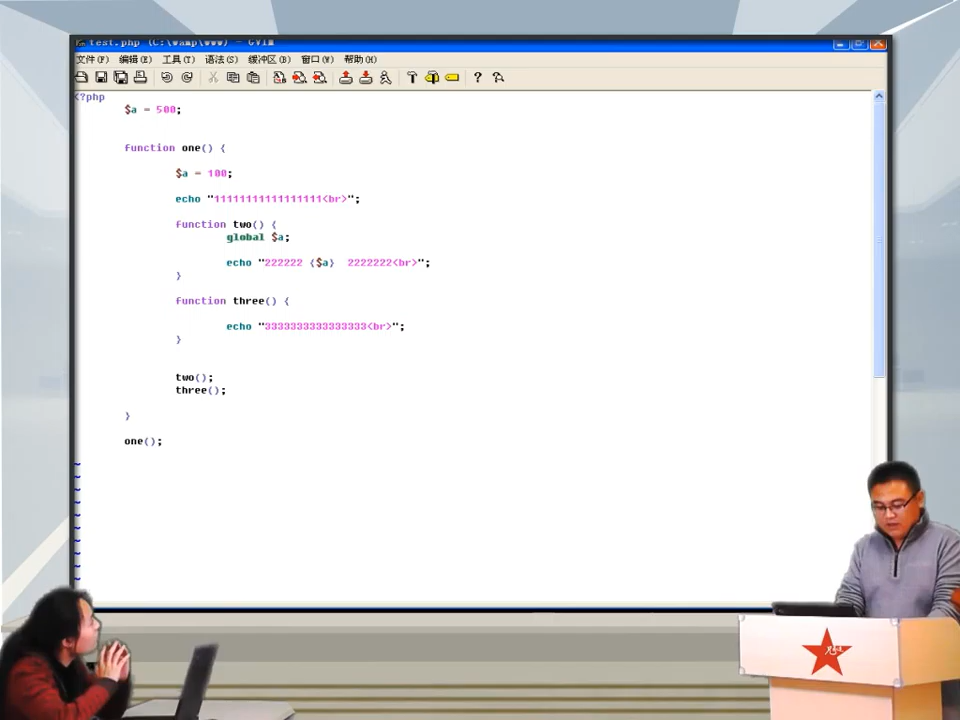 test.php (C:\wamp\www) - GVIM
文件(F) 编辑(E) 工具(T) 语法(S) 缓冲区(B) 窗口(W) 帮助(H)
<?php
$a = 500;
function one() {
$a = 100;
echo "11111111111111111<br>";
function two() {
global $a;
echo "222222 {$a}  2222222<br>";
}
function three() {
echo "3333333333333333<br>";
}
two();
three();
}
one();